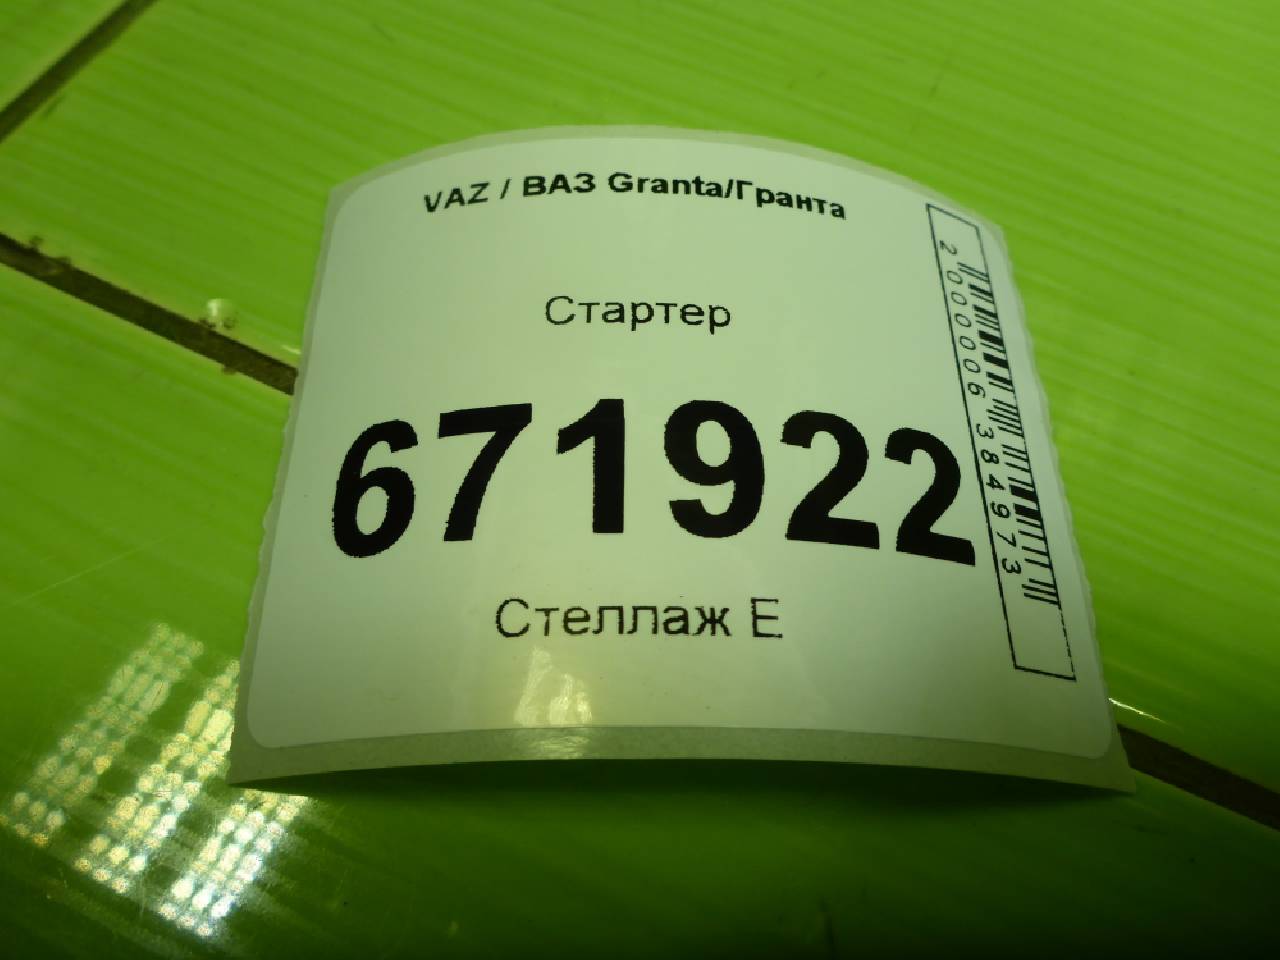 VAZ / ВАЗ Granta/Гранта
Стартер
671922
Стеллаж Е
2000006384973